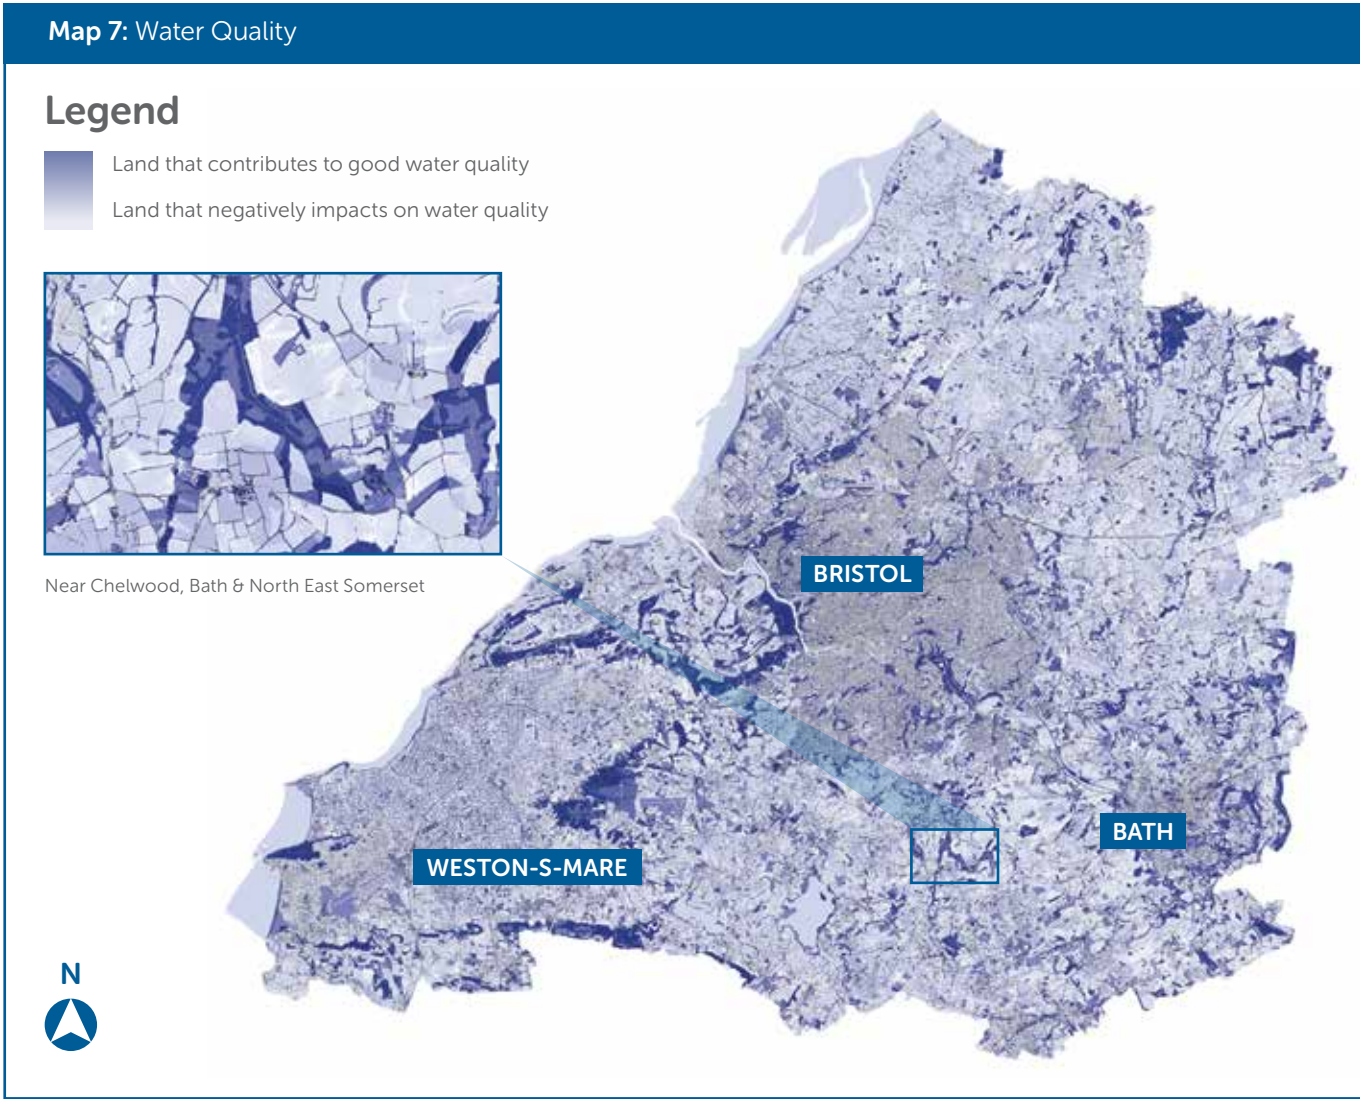 Map 7: Water Quality
Legend
Land that contributes to good water quality
Land that negatively impacts on water quality
Near Chelwood, Bath & North East Somerset
BRISTOL
BATH
WESTON-S-MARE
N